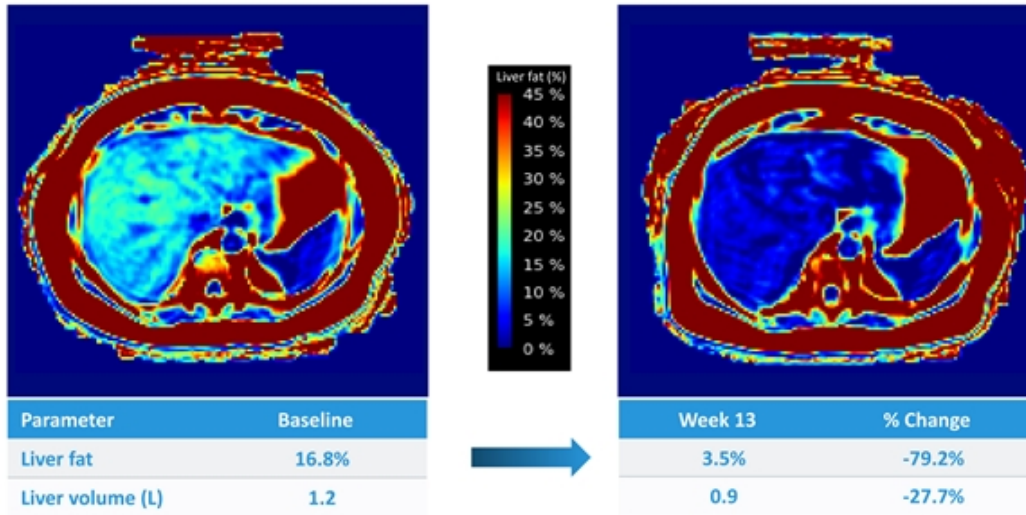 Liver fat (%)
45 %
40 %
35 %
30 %
25 %
20 %
15 %
10 %
5 %
0 %
Parameter Baseline
Liver fat 16.8%
Liver volume (L) 1.2
Week 13 % Change
3.5% -79.2%
0.9 -27.7%